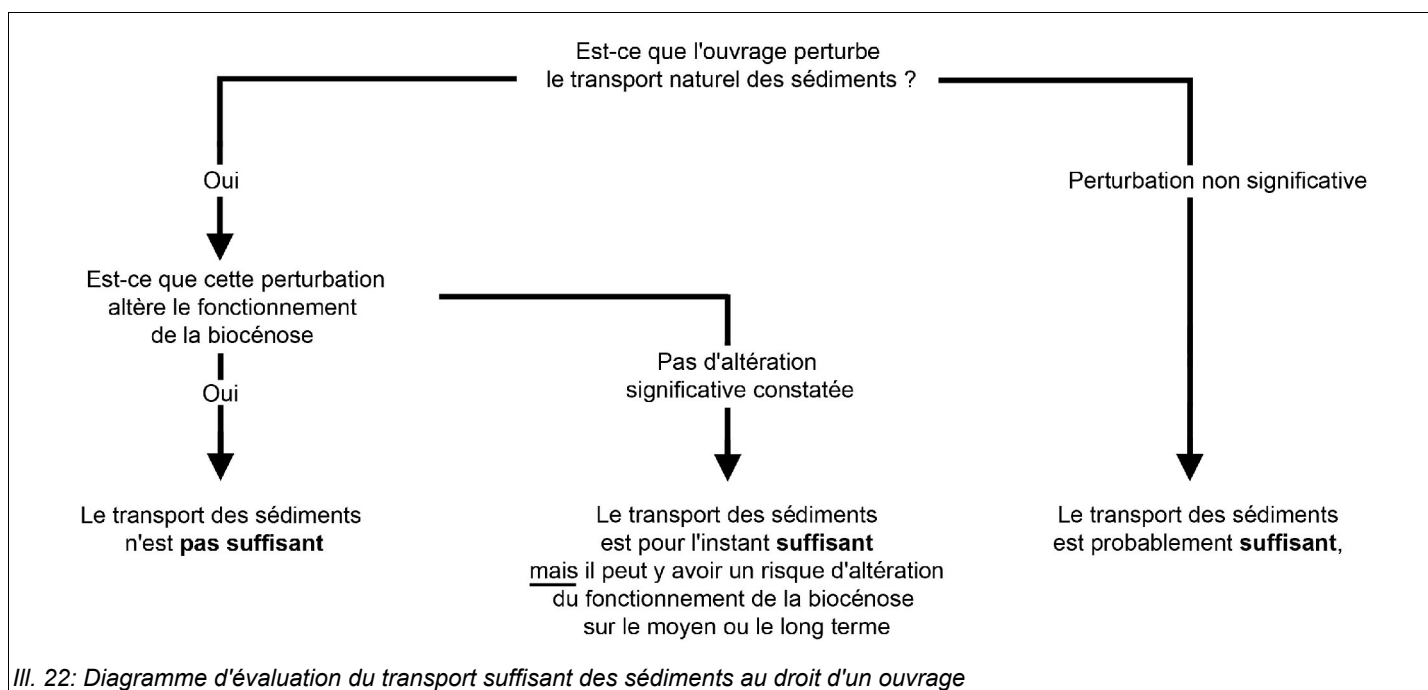 Est-ce que l'ouvrage perturbe
le transport naturel des sédiments ?
Oui
Perturbation non significative
Est-ce que cette perturbation
altère le fonctionnement
de la biocénose
Pas d'altération
significative constatée
Oui
Le transport des sédiments
n'est pas suffisant
Le transport des sédiments
est pour l'instant suffisant
mais il peut y avoir un risque d'altération
du fonctionnement de la biocénose
sur le moyen ou le long terme
Le transport des sédiments
est probablement suffisant,
Ill. 22: Diagramme d'évaluation du transport suffisant des sédiments au droit d'un ouvrage